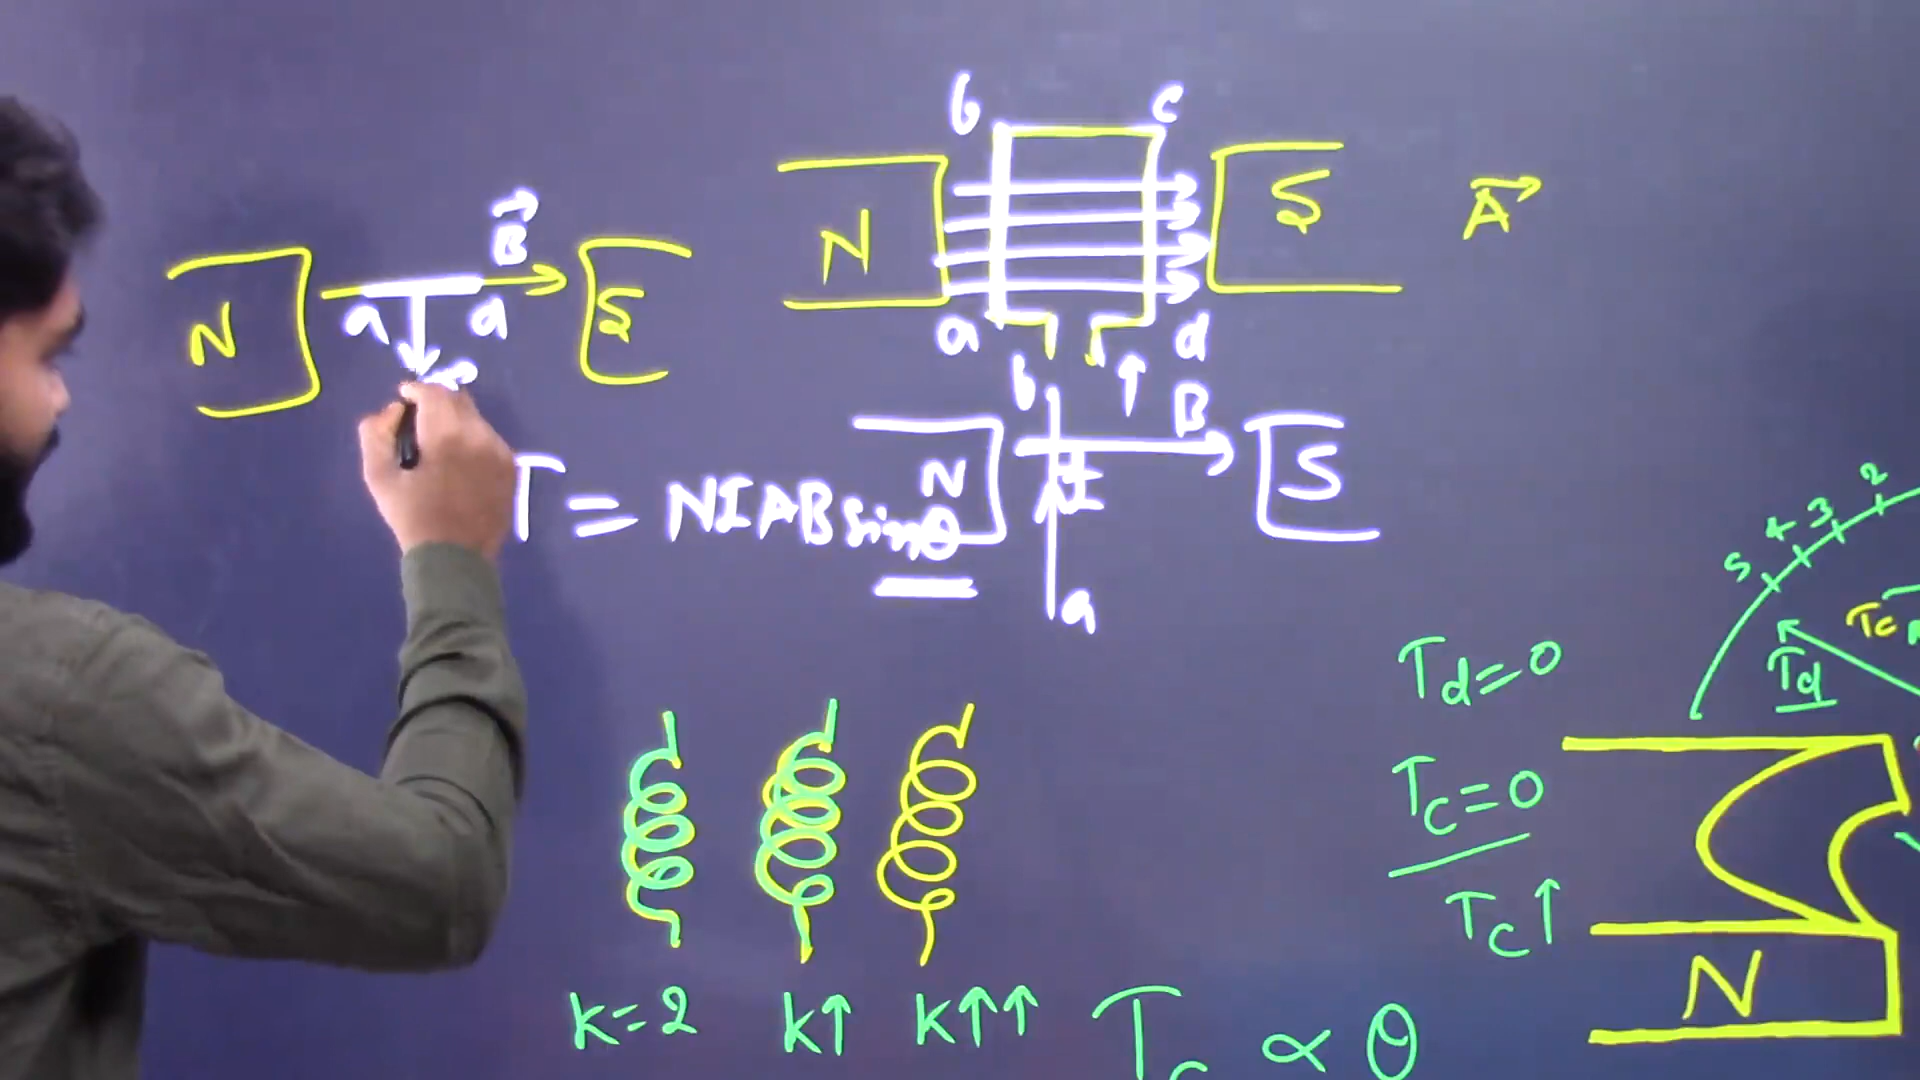 b c
N S A
B
N a a S
a d
b B
N I S
T = NIABsinθ
a
2
3
4
5
Tc
Td
Td=0
Tc=0
Tc↑
N
K=2 K↑ K↑↑
Tc ∝ θ